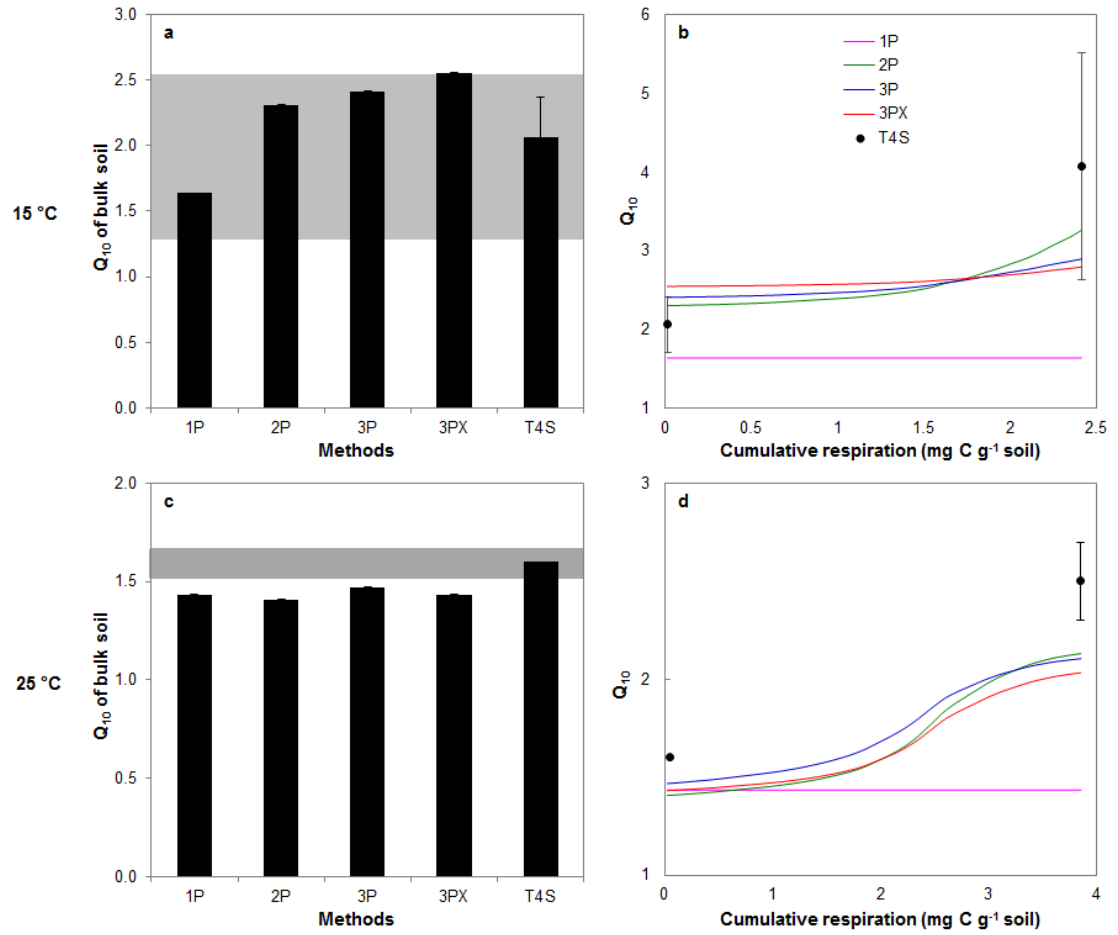 a
Q10 of bulk soil
3.0
2.5
2.0
1.5
1.0
0.5
0.0
1P 2P 3P 3PX T4S
Methods
15 °C
b
Q10
6
5
4
3
2
1
1P
2P
3P
3PX
T4S
0 0.5 1 1.5 2 2.5
Cumulative respiration (mg C g-1 soil)
c
Q10 of bulk soil
2.0
1.5
1.0
0.5
0.0
1P 2P 3P 3PX T4S
Methods
25 °C
d
Q10
3
2
1
0 1 2 3 4
Cumulative respiration (mg C g-1 soil)